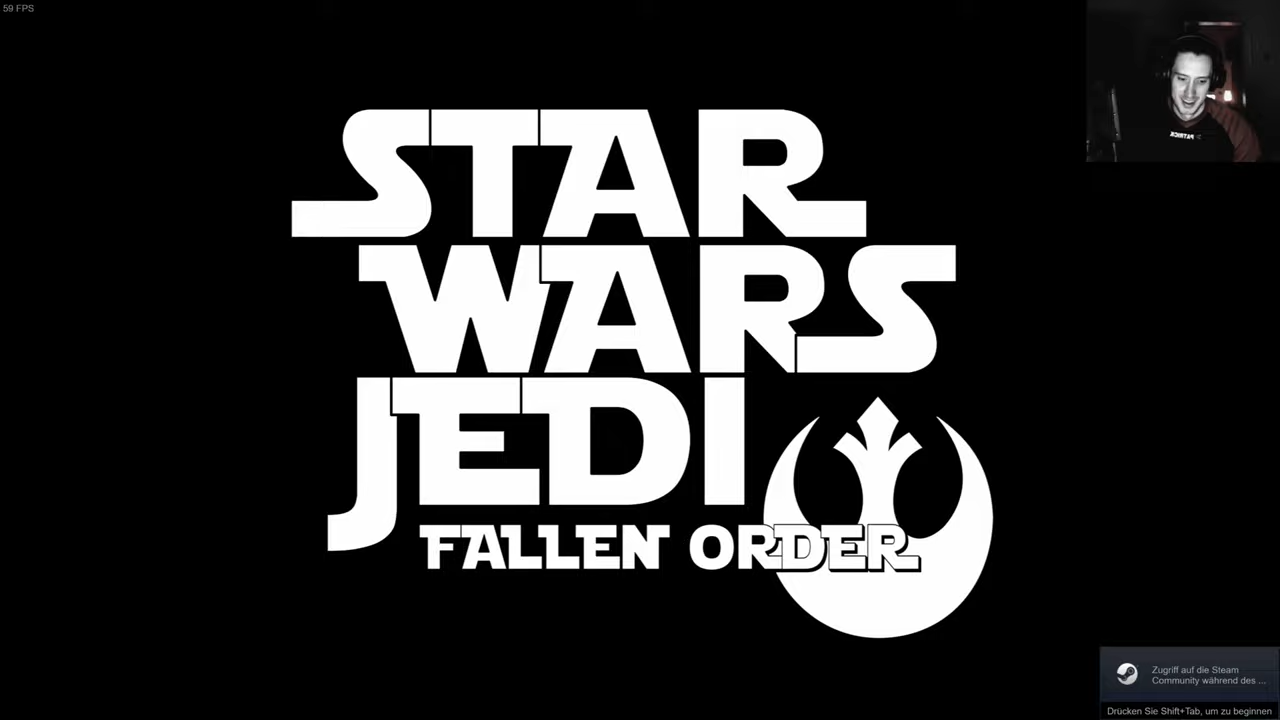 59 FPS
STAR
WARS
JEDI
FALLEN ORDER
Zugriff auf die Steam
Community während des ...
Drücken Sie Shift+Tab, um zu beginnen